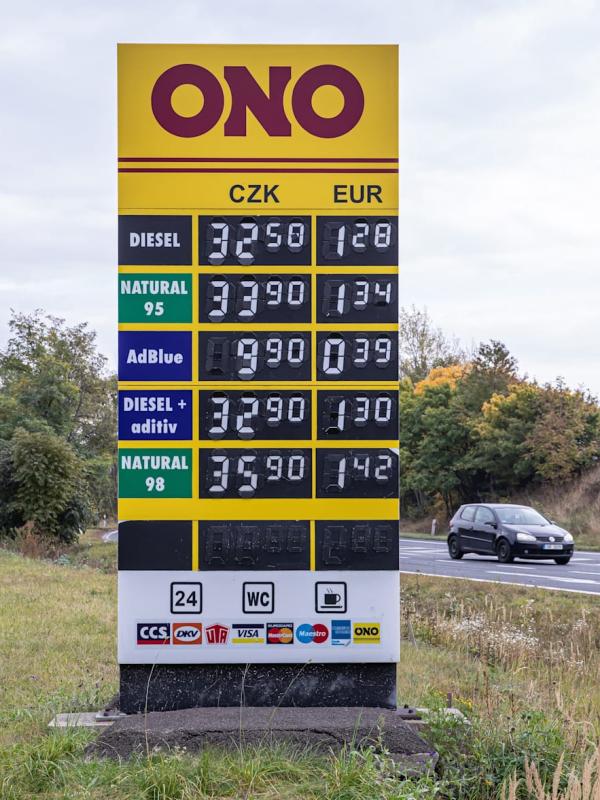 ONO
CZK EUR
DIESEL 32 50 1 28
NATURAL
95 33 90 1 34
AdBlue 9 90 0 39
DIESEL +
aditiv 32 90 1 30
NATURAL
98 35 90 1 42
24 WC
CCS DKV UTA VISA MasterCard Maestro ONO